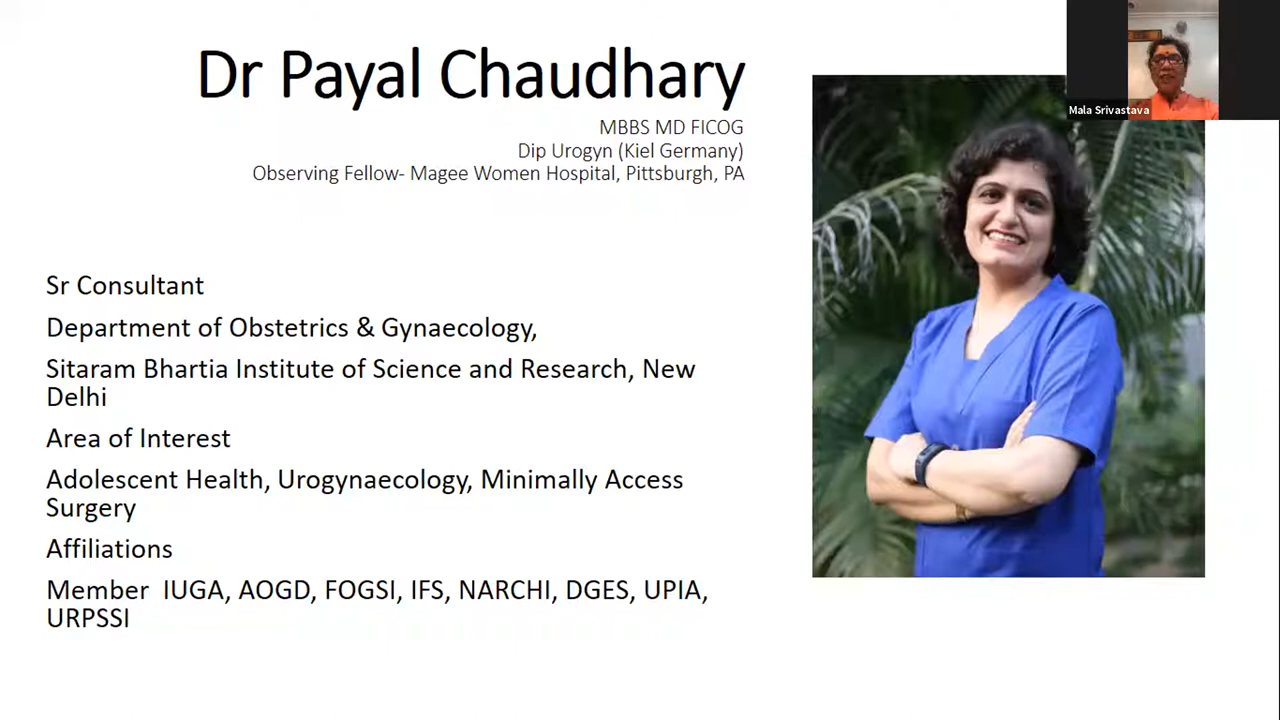 Dr Payal Chaudhary
MBBS MD FICOG
Dip Urogyn (Kiel Germany)
Observing Fellow- Magee Women Hospital, Pittsburgh, PA
Mala Srivastava
Sr Consultant
Department of Obstetrics & Gynaecology,
Sitaram Bhartia Institute of Science and Research, New
Delhi
Area of Interest
Adolescent Health, Urogynaecology, Minimally Access
Surgery
Affiliations
Member  IUGA, AOGD, FOGSI, IFS, NARCHI, DGES, UPIA,
URPSSI